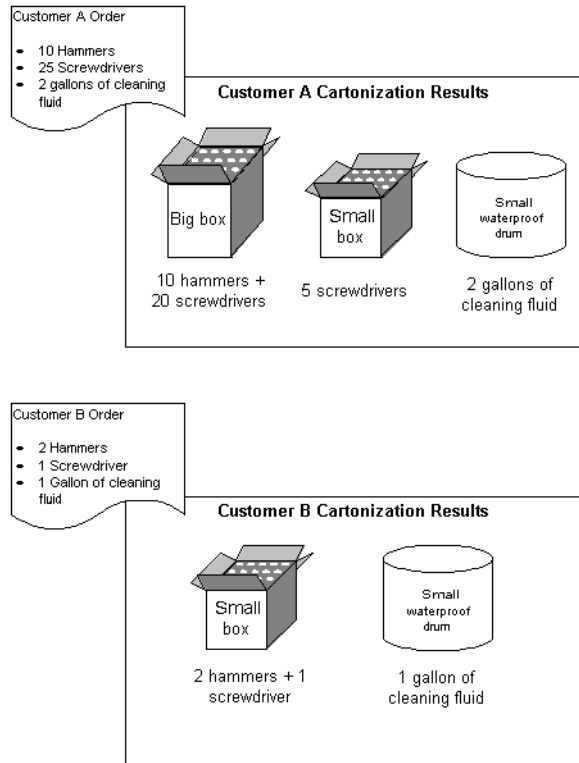 Customer A Order
• 10 Hammers
• 25 Screwdrivers
• 2 gallons of cleaning
fluid
Customer A Cartonization Results
Big box
10 hammers +
20 screwdrivers
Small
box
5 screwdrivers
Small
waterproof
drum
2 gallons of
cleaning fluid
Customer B Order
• 2 Hammers
• 1 Screwdriver
• 1 Gallon of cleaning
fluid
Customer B Cartonization Results
Small
box
2 hammers + 1
screwdriver
Small
waterproof
drum
1 gallon of
cleaning fluid